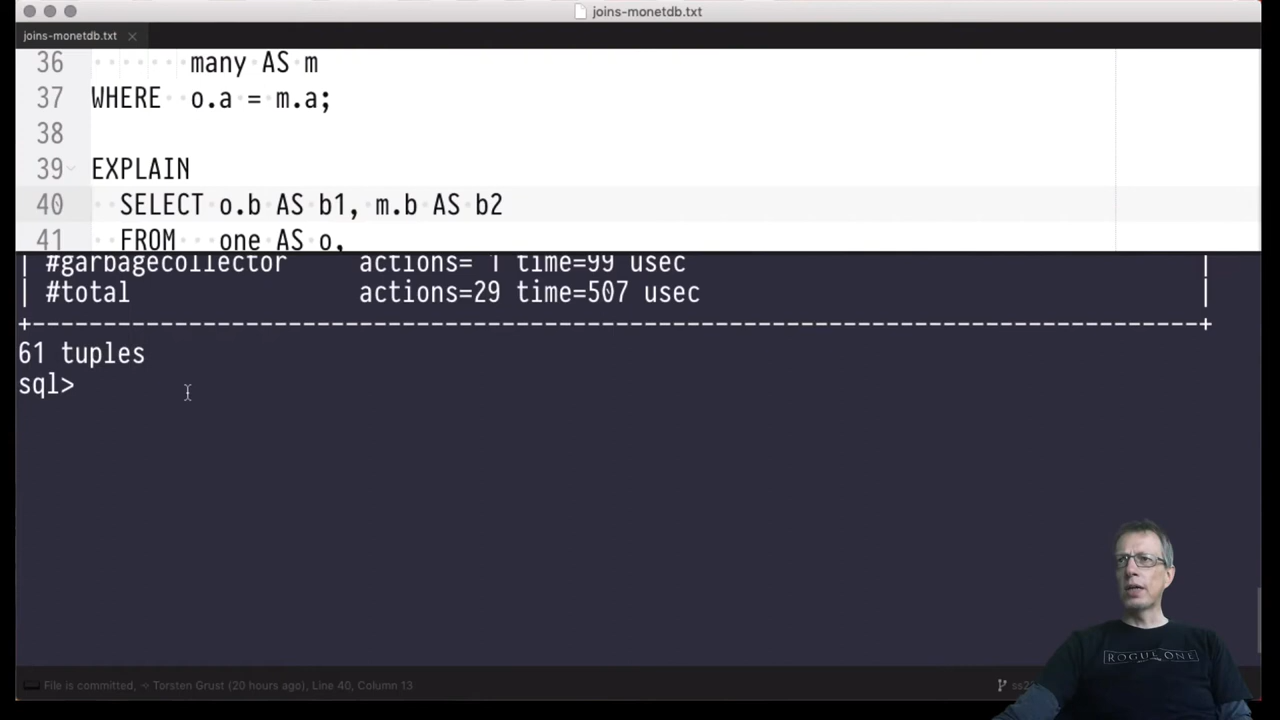 joins-monetdb.txt
joins-monetdb.txt
36 many AS m
37 WHERE o.a = m.a;
38
39 EXPLAIN
40 SELECT o.b AS b1, m.b AS b2
41 FROM one AS o,
| #garbagecollector actions= 1 time=99 usec |
| #total actions=29 time=507 usec |
61 tuples
sql>
ROGUE ONE
File is committed, Torsten Grust (20 hours ago), Line 40, Column 13